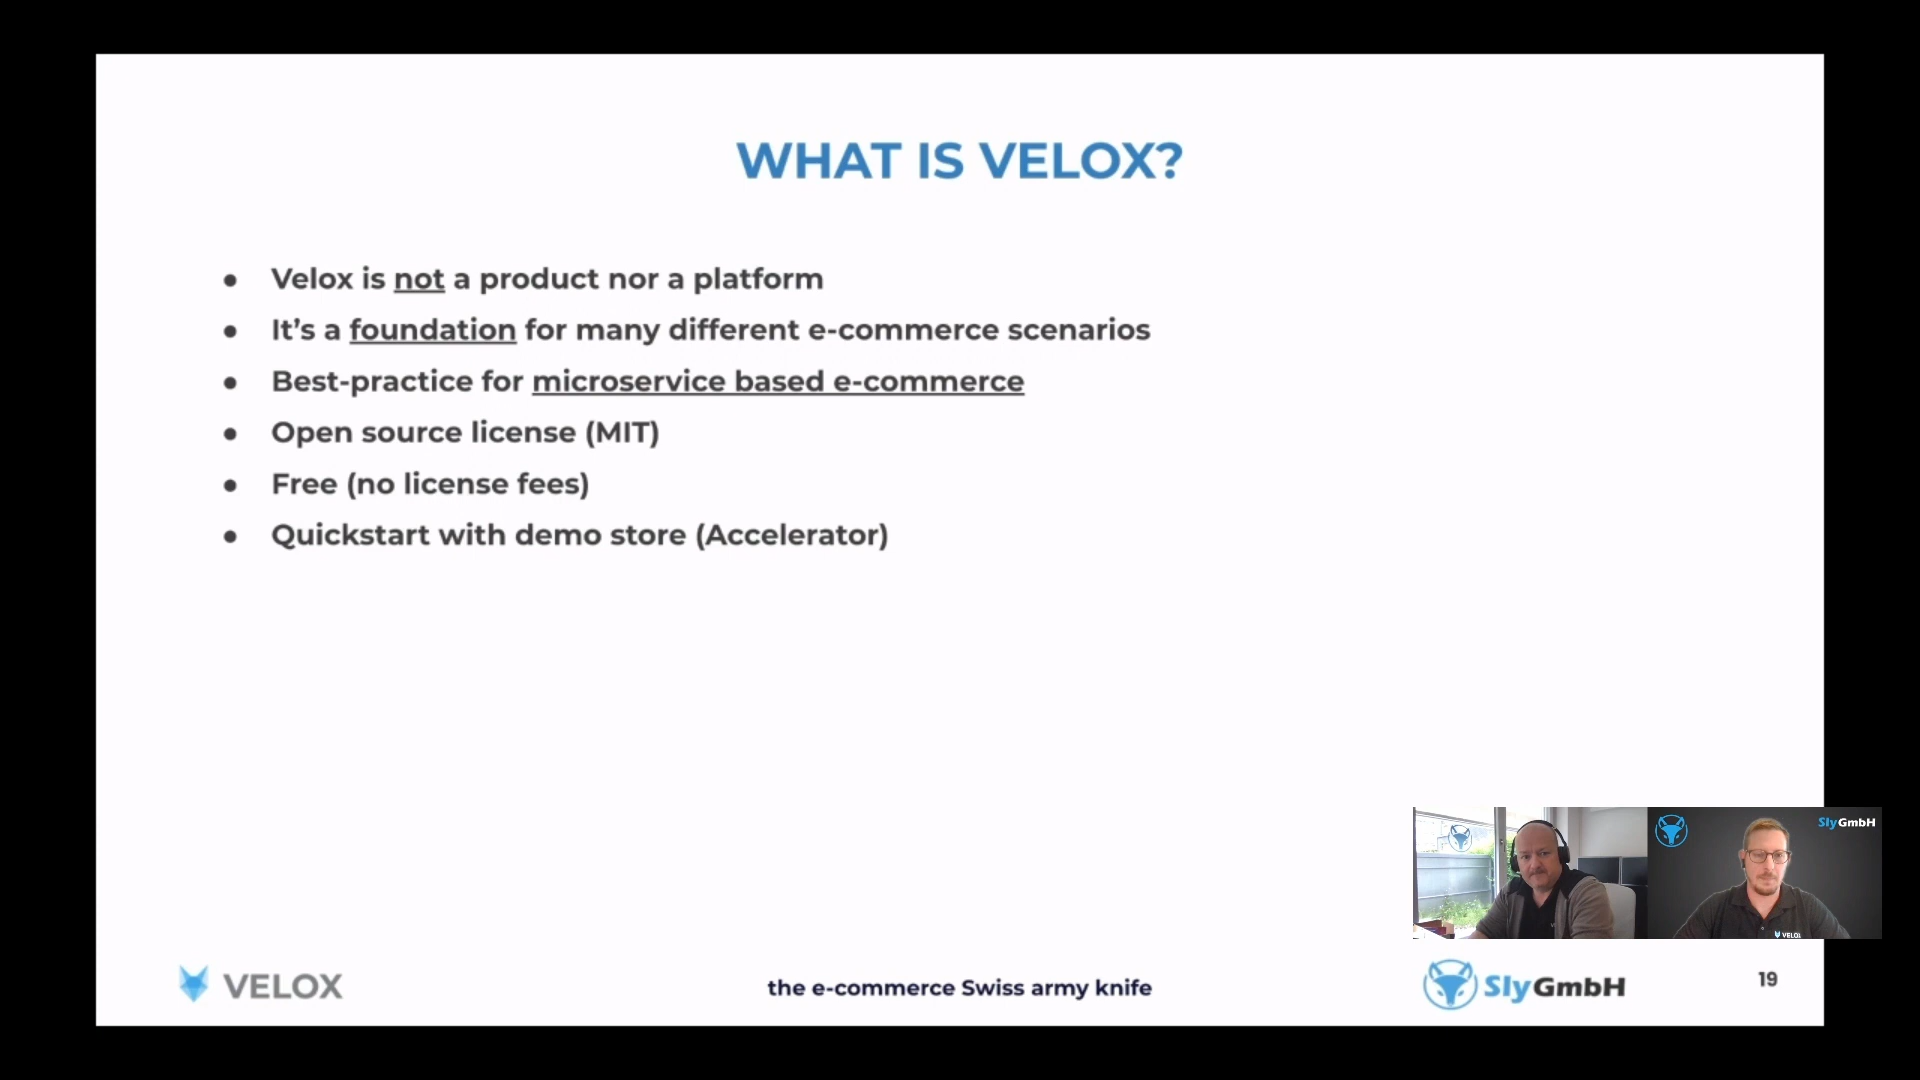 WHAT IS VELOX?
● Velox is not a product nor a platform
● It’s a foundation for many different e-commerce scenarios
● Best-practice for microservice based e-commerce
● Open source license (MIT)
● Free (no license fees)
● Quickstart with demo store (Accelerator)
SlyGmbH
VELOX
VELOX
the e-commerce Swiss army knife
SlyGmbH
19